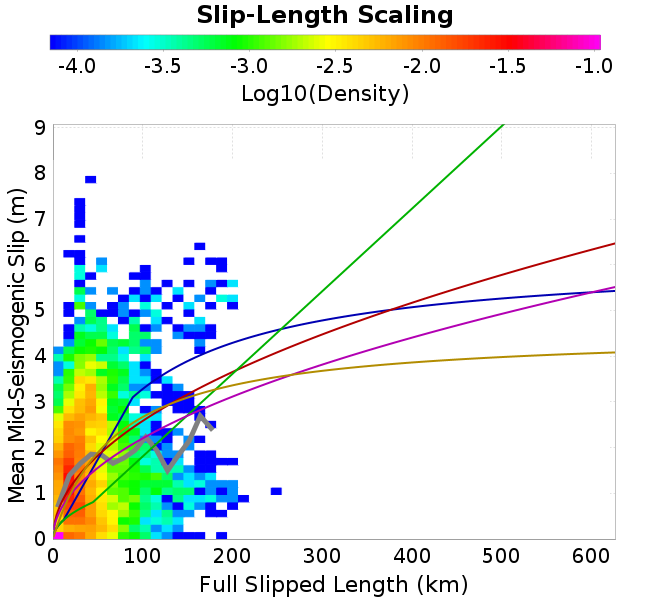 Slip-Length Scaling
-4.0 -3.5 -3.0 -2.5 -2.0 -1.5 -1.0
Log10(Density)
Mean Mid-Seismogenic Slip (m)
9
8
7
6
5
4
3
2
1
0
0 100 200 300 400 500 600
Full Slipped Length (km)